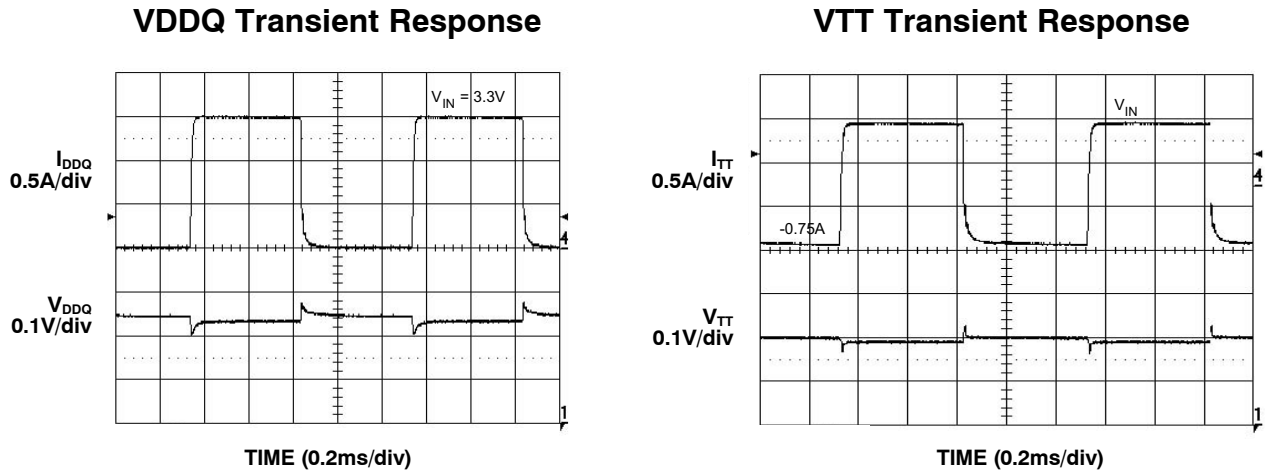 VDDQ Transient Response
V_IN = 3.3V
I_DDQ
0.5A/div
4
V_DDQ
0.1V/div
1
TIME (0.2ms/div)
VTT Transient Response
V_IN
I_TT
0.5A/div
4
-0.75A
V_TT
0.1V/div
1
TIME (0.2ms/div)